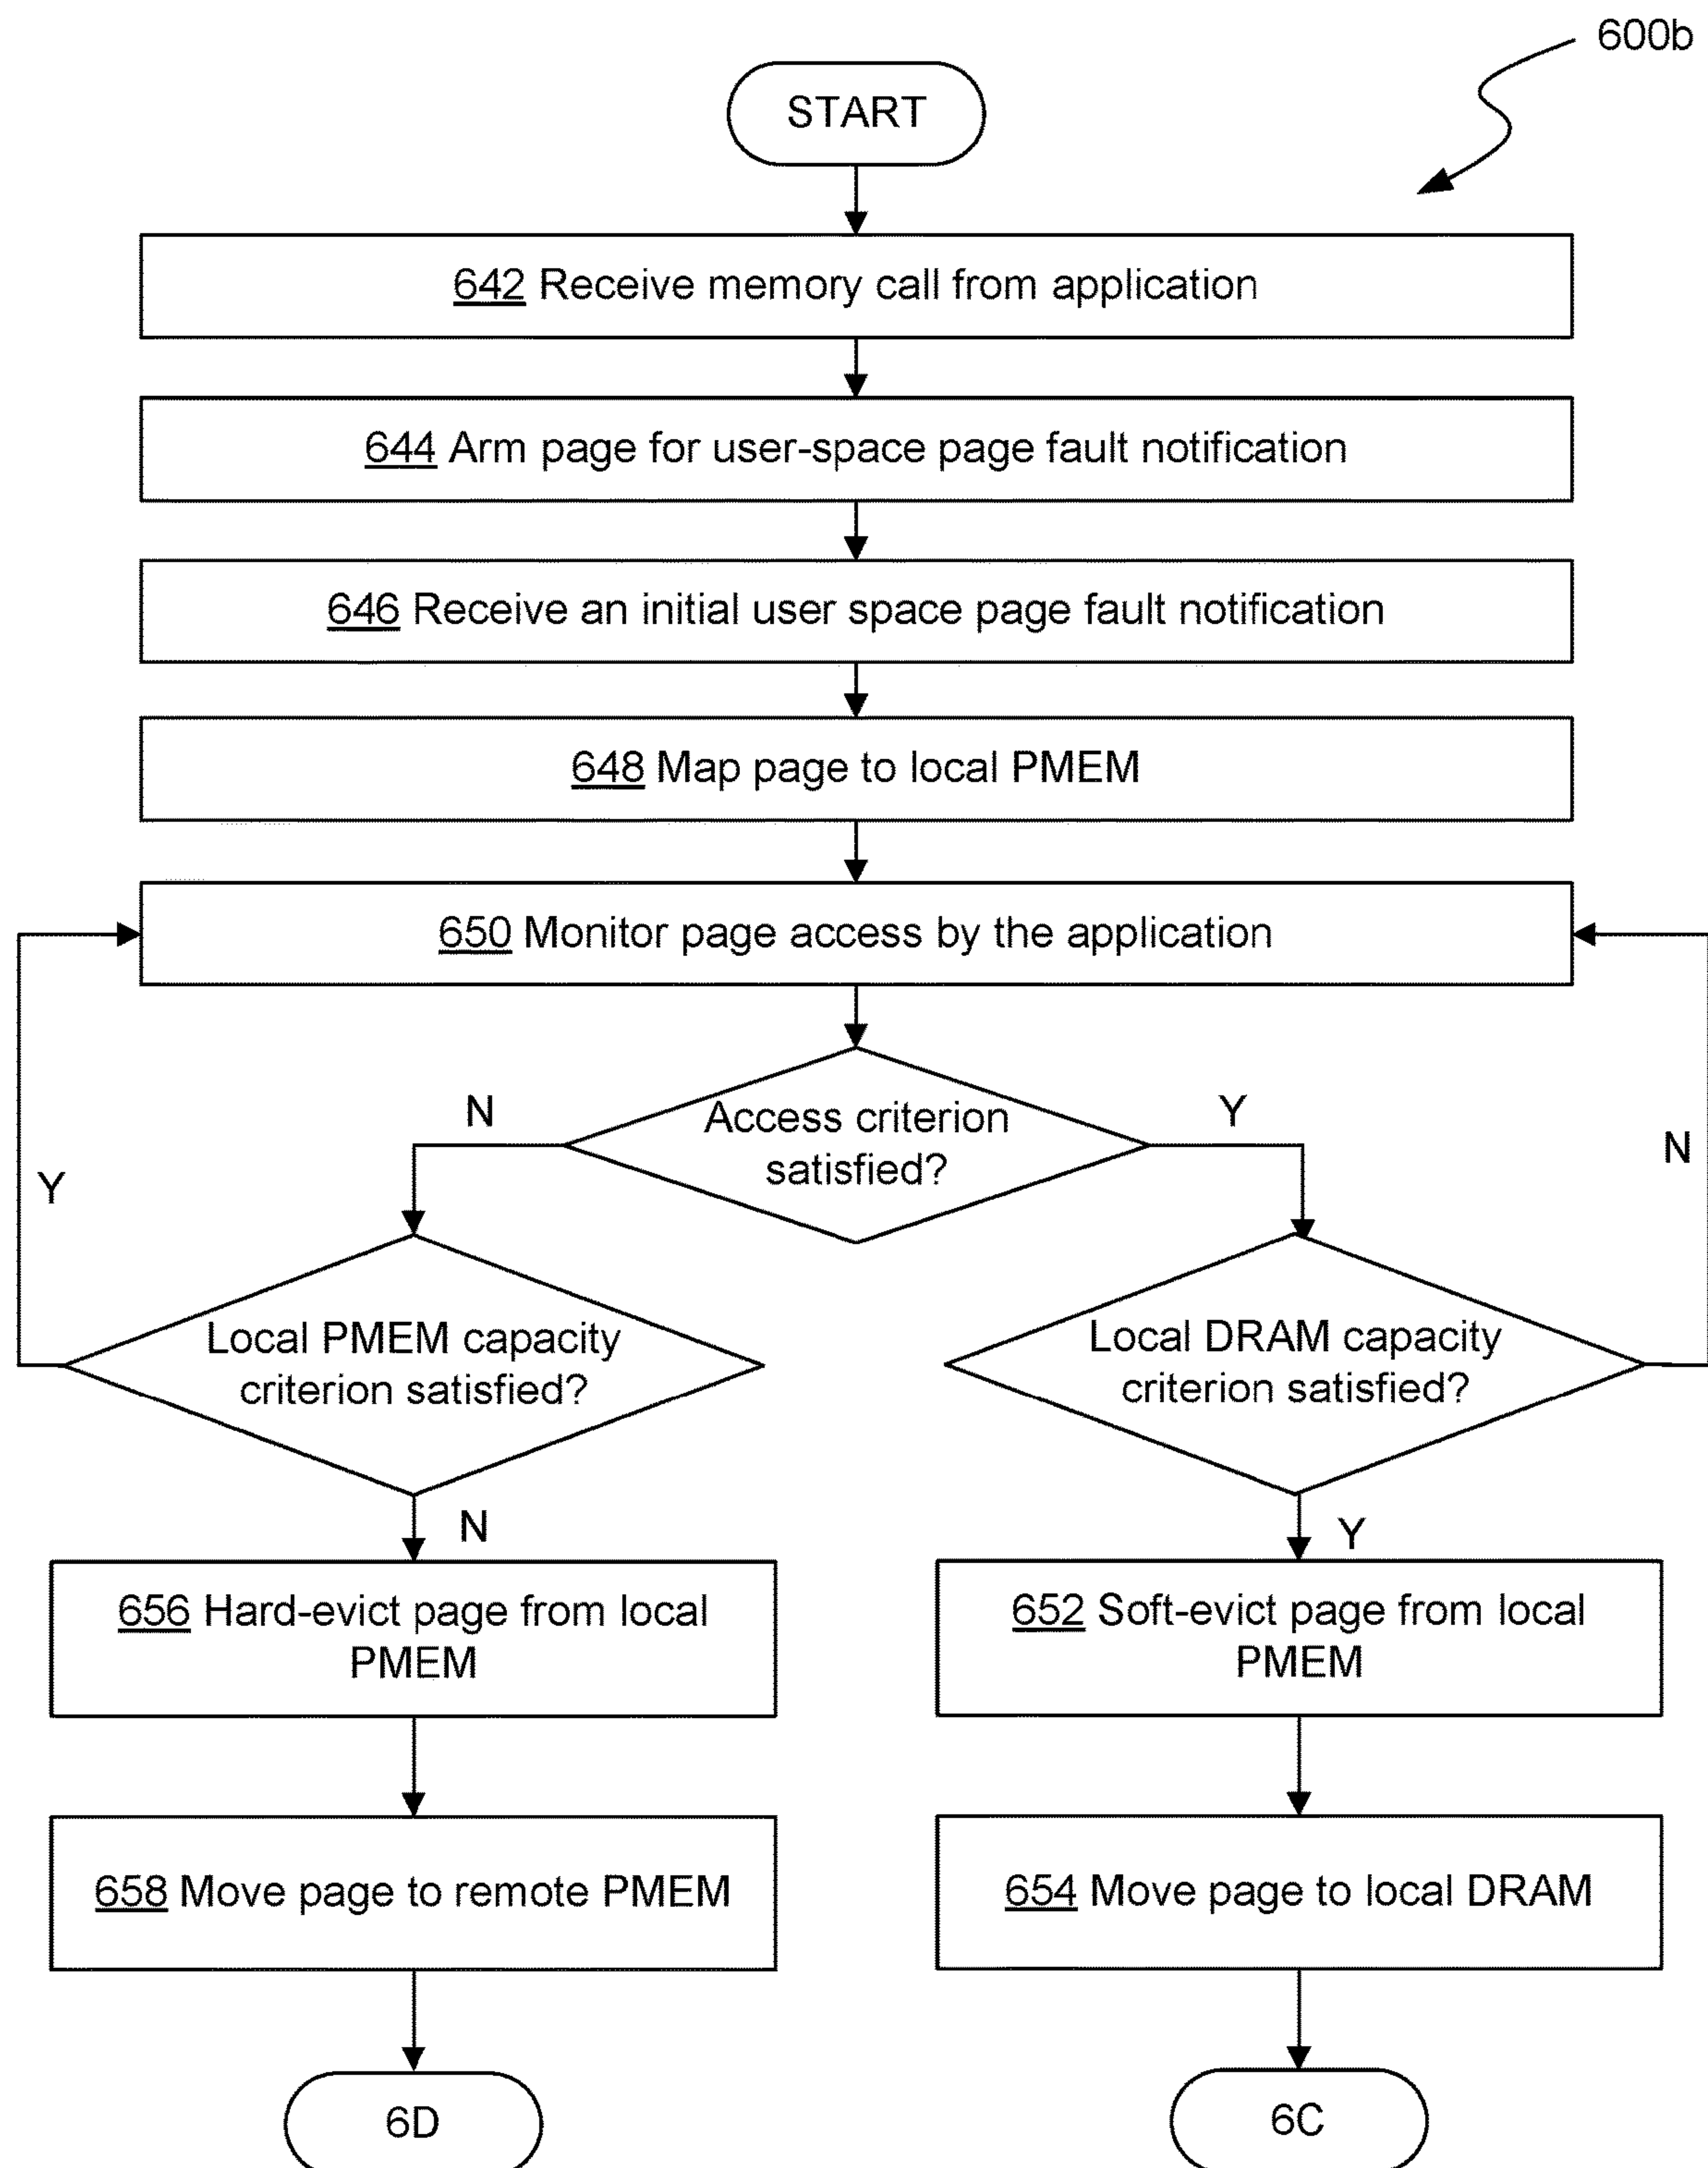 600b
START
642 Receive memory call from application
644 Arm page for user-space page fault notification
646 Receive an initial user space page fault notification
648 Map page to local PMEM
650 Monitor page access by the application
N
Access criterion
satisfied?
Y
Y
N
Local PMEM capacity
criterion satisfied?
Local DRAM capacity
criterion satisfied?
N
Y
656 Hard-evict page from local
PMEM
652 Soft-evict page from local
PMEM
658 Move page to remote PMEM
654 Move page to local DRAM
6D
6C